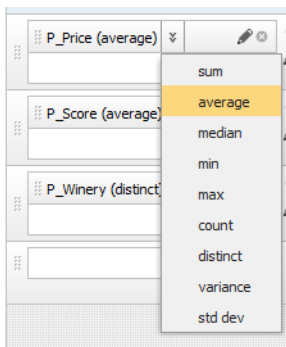 P_Price (average)
sum
average
median
P_Score (average)
min
max
P_Winery (distinct)
count
distinct
variance
std dev